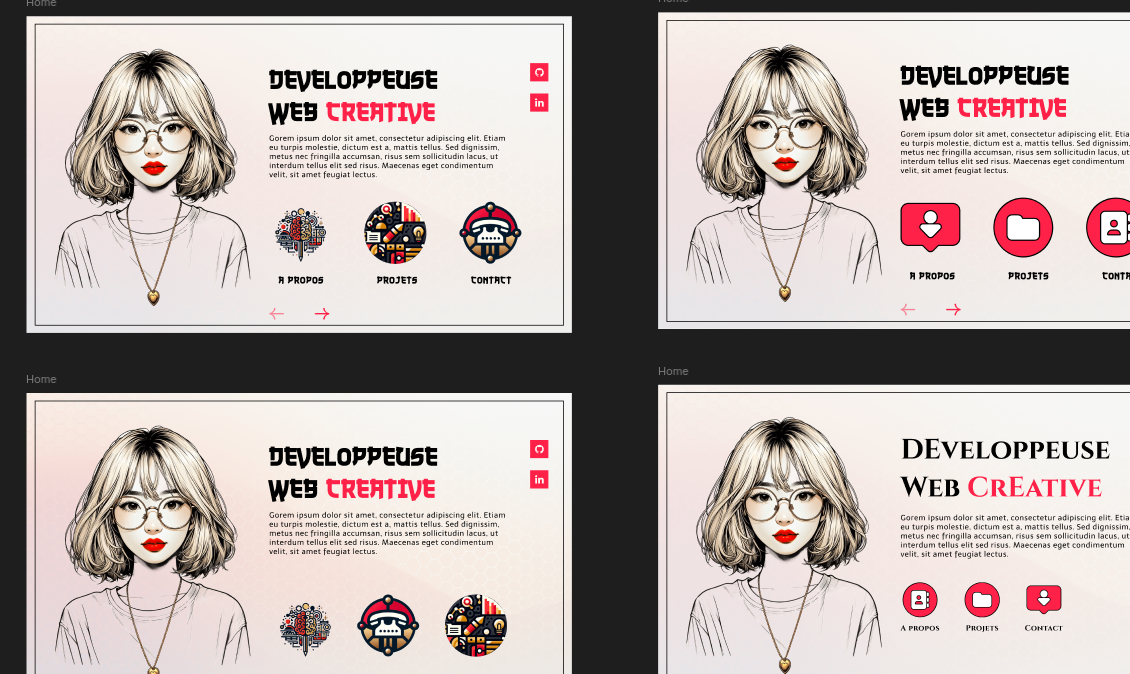 Home
Home
DEVELOPPEUSE
WEB CREATIVE
Gorem ipsum dolor sit amet, consectetur adipiscing elit. Etiam
eu turpis molestie, dictum est a, mattis tellus. Sed dignissim,
metus nec fringilla accumsan, risus sem sollicitudin lacus, ut
interdum tellus elit sed risus. Maecenas eget condimentum
velit, sit amet feugiat lectus.
A PROPOS
PROJETS
CONTACT
in
DEVELOPPEUSE
WEB CREATIVE
Gorem ipsum dolor sit amet, consectetur adipiscing elit. Etia
eu turpis molestie, dictum est a, mattis tellus. Sed dignissim,
metus nec fringilla accumsan, risus sem sollicitudin lacus, ut
interdum tellus elit sed risus. Maecenas eget condimentum
velit, sit amet feugiat lectus.
A PROPOS
PROJETS
CONTA
Home
Home
DEVELOPPEUSE
WEB CREATIVE
Gorem ipsum dolor sit amet, consectetur adipiscing elit. Etiam
eu turpis molestie, dictum est a, mattis tellus. Sed dignissim,
metus nec fringilla accumsan, risus sem sollicitudin lacus, ut
interdum tellus elit sed risus. Maecenas eget condimentum
velit, sit amet feugiat lectus.
in
DEveloppeuse
Web CrEative
Gorem ipsum dolor sit amet, consectetur adipiscing elit. Etia
eu turpis molestie, dictum est a, mattis tellus. Sed dignissim,
metus nec fringilla accumsan, risus sem sollicitudin lacus, ut
interdum tellus elit sed risus. Maecenas eget condimentum
velit, sit amet feugiat lectus.
A propos
Projets
Contact